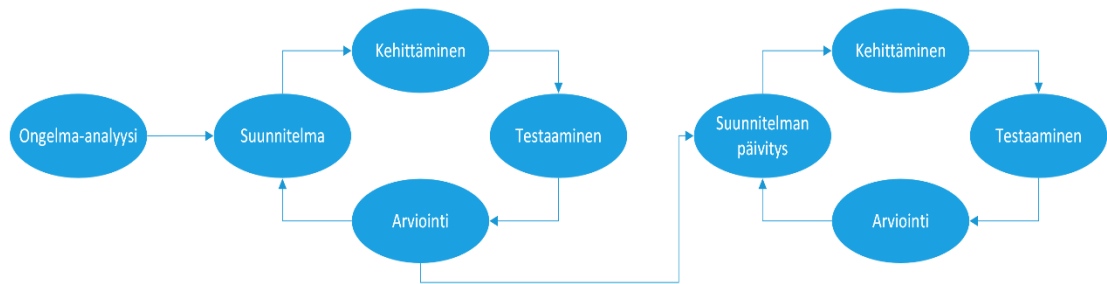 Ongelma-analyysi
Suunnitelma
Kehittäminen
Testaaminen
Arviointi
Suunnitelman
päivitys
Kehittäminen
Testaaminen
Arviointi